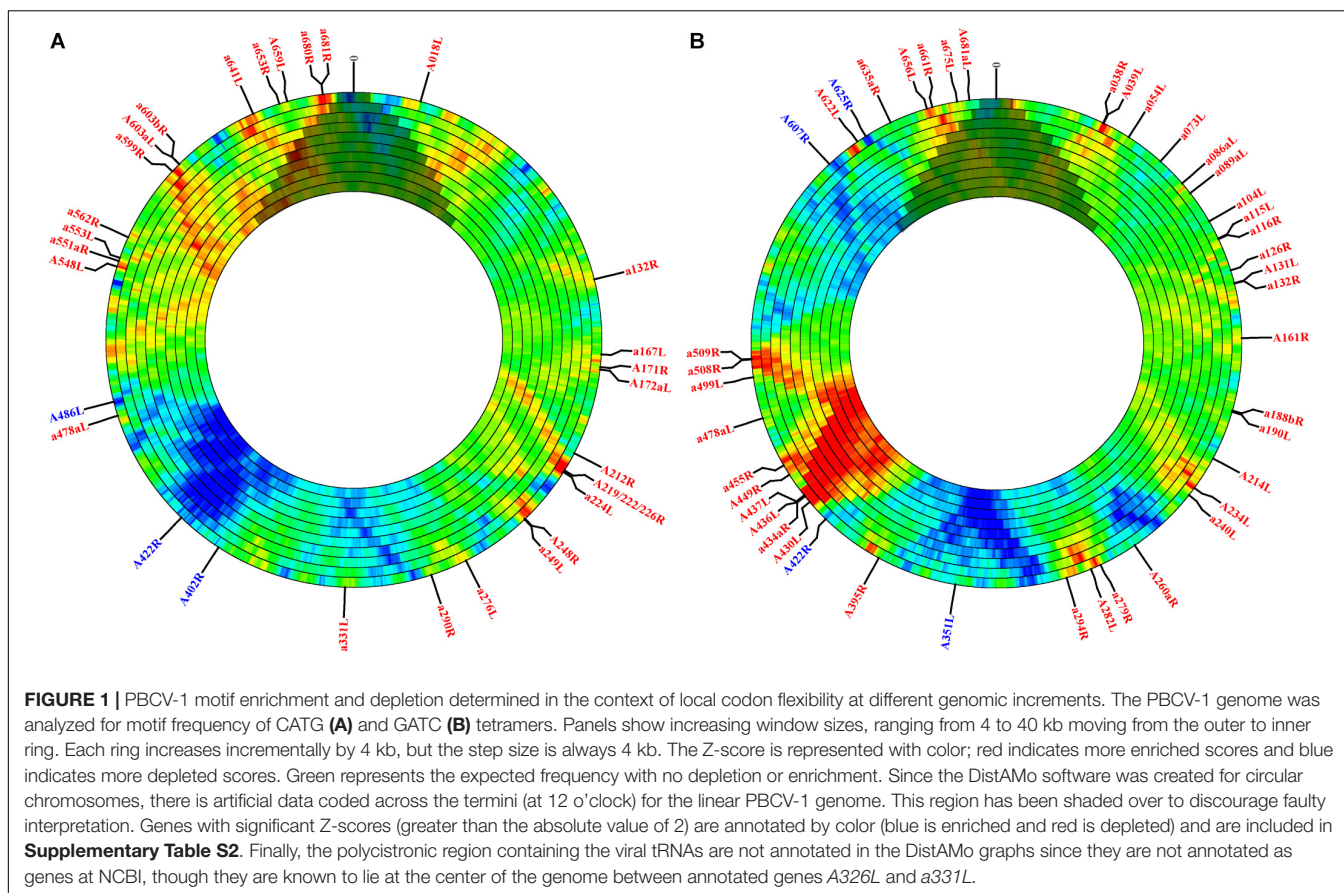 A
B
a641L
a653R
A659L
a680R
a681R
0
A018L
a603bR
A603aL
a599R
a562R
a553L
a551aR
A548L
A486L
a478aL
A422R
A402R
a331L
a290R
a276L
a249L
A248R
a224L
A219/222/226R
A212R
A172aL
A171R
a167L
a132R
A607R
A622L
A625R
a635aR
A656L
a661R
a675L
A681aL
0
a038R
A039L
a054L
a073L
a086aL
a089aL
a104L
a115L
a116R
a126R
A131L
a132R
A161R
a188bR
a190L
A214L
A234L
a240L
A260aR
a279R
A282L
a294R
A351L
A395R
A422R
A430L
a434aR
A436L
A437L
A449R
a455R
a478aL
a499L
a508R
a509R
FIGURE 1 | PBCV-1 motif enrichment and depletion determined in the context of local codon flexibility at different genomic increments. The PBCV-1 genome was
analyzed for motif frequency of CATG (A) and GATC (B) tetramers. Panels show increasing window sizes, ranging from 4 to 40 kb moving from the outer to inner
ring. Each ring increases incrementally by 4 kb, but the step size is always 4 kb. The Z-score is represented with color; red indicates more enriched scores and blue
indicates more depleted scores. Green represents the expected frequency with no depletion or enrichment. Since the DistAMo software was created for circular
chromosomes, there is artificial data coded across the termini (at 12 o'clock) for the linear PBCV-1 genome. This region has been shaded over to discourage faulty
interpretation. Genes with significant Z-scores (greater than the absolute value of 2) are annotated by color (blue is enriched and red is depleted) and are included in
Supplementary Table S2. Finally, the polycistronic region containing the viral tRNAs are not annotated in the DistAMo graphs since they are not annotated as
genes at NCBI, though they are known to lie at the center of the genome between annotated genes A326L and a331L.